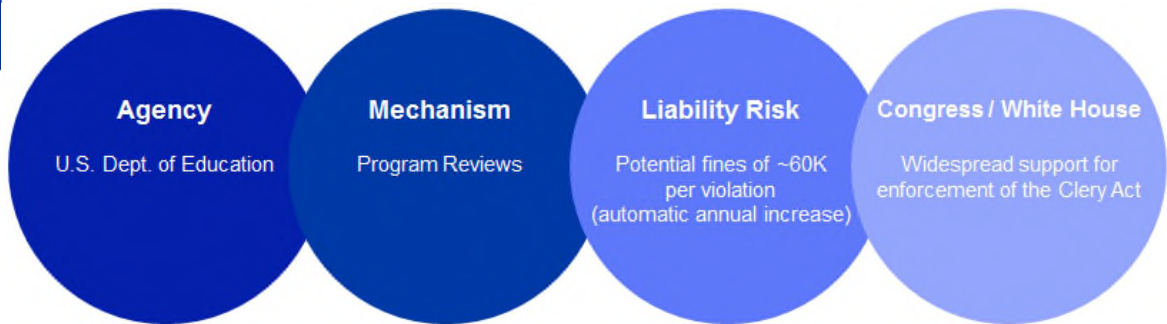 Agency
U.S. Dept. of Education
Mechanism
Program Reviews
Liability Risk
Potential fines of ~60K
per violation
(automatic annual increase)
Congress / White House
Widespread support for
enforcement of the Clery Act